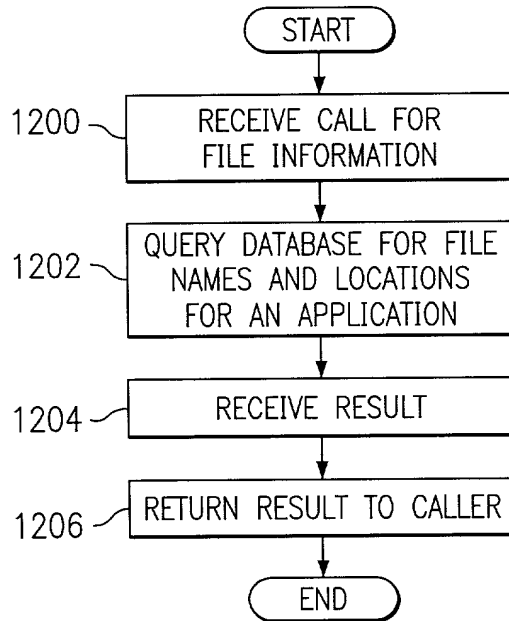 START
1200
RECEIVE CALL FOR
FILE INFORMATION
1202
QUERY DATABASE FOR FILE
NAMES AND LOCATIONS
FOR AN APPLICATION
1204
RECEIVE RESULT
1206
RETURN RESULT TO CALLER
END